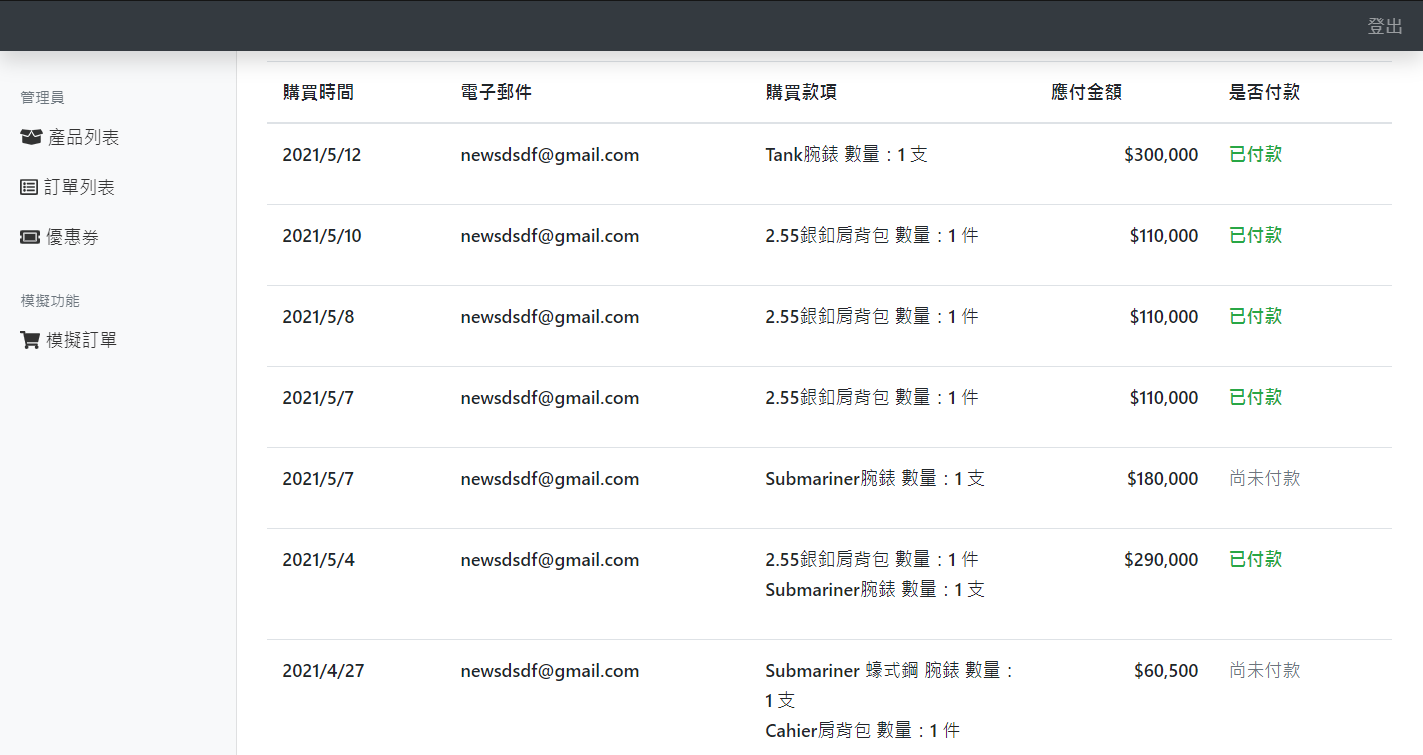 登出
管理員
產品列表
訂單列表
優惠券
模擬功能
模擬訂單
購買時間 電子郵件 購買款項 應付金額 是否付款
2021/5/12 newsdsdf@gmail.com Tank腕錶 數量：1 支 $300,000 已付款
2021/5/10 newsdsdf@gmail.com 2.55銀釦肩背包 數量：1 件 $110,000 已付款
2021/5/8 newsdsdf@gmail.com 2.55銀釦肩背包 數量：1 件 $110,000 已付款
2021/5/7 newsdsdf@gmail.com 2.55銀釦肩背包 數量：1 件 $110,000 已付款
2021/5/7 newsdsdf@gmail.com Submariner腕錶 數量：1 支 $180,000 尚未付款
2021/5/4 newsdsdf@gmail.com 2.55銀釦肩背包 數量：1 件 $290,000 已付款
Submariner腕錶 數量：1 支
2021/4/27 newsdsdf@gmail.com Submariner 蠔式鋼 腕錶 數量： $60,500 尚未付款
1 支
Cahier肩背包 數量：1 件